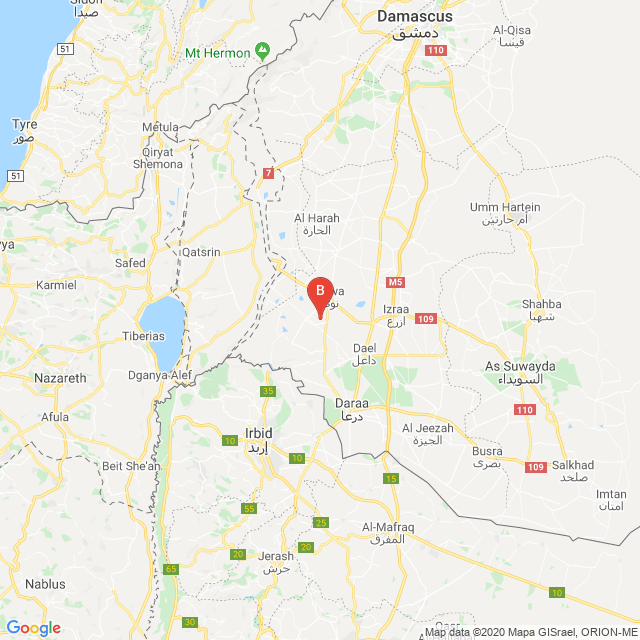 Sidon
صيدا
Damascus
دمشق
Al-Qisa
قيسا
51
Mt Hermon
110
Tyre
صور
Metula
Qiryat
Shemona
7
51
Umm Hartein
أم حارتين
Al Harah
الحارة
Qatsrin
Safed
Karmiel
M5
B
Shahba
شهبا
Izraa
ازرع
109
Tiberias
Dael
داعل
As Suwayda
السويداء
Nazareth
Dganya-Alef
35
Daraa
درعا
110
Afula
Irbid
إربد
10
Al Jeezah
الجيزة
Busra
بصرى
10
Beit She'an
109
Salkhad
صلخد
15
Imtan
امتان
55
25
Al-Mafraq
المفرق
20
20
Jerash
جرش
65
Nablus
10
30
Google
Map data ©2020 Mapa GISrael, ORION-ME